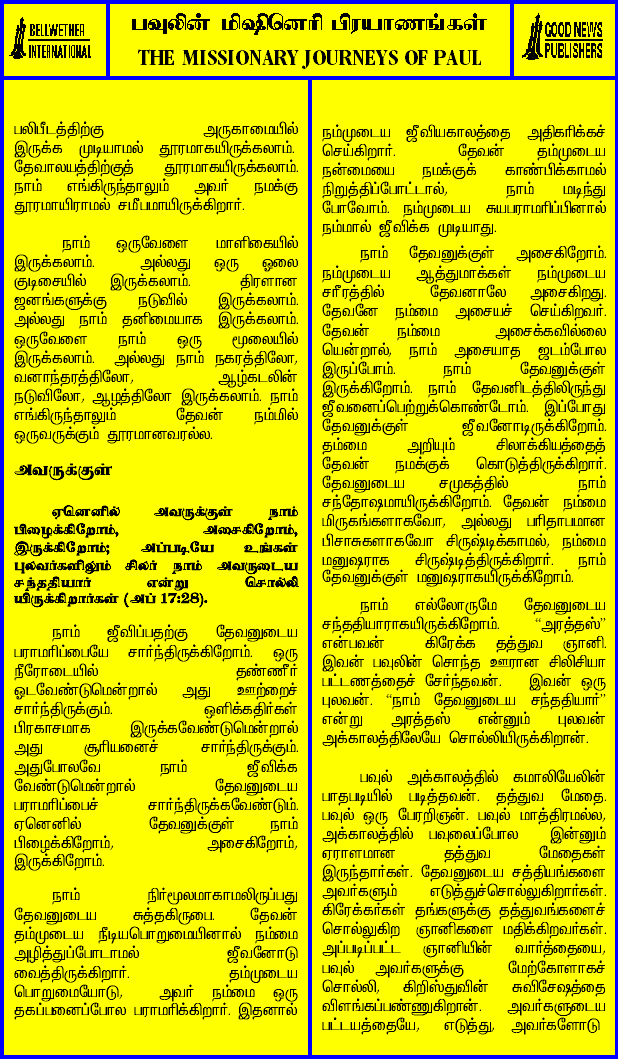 BELLWETHER
INTERNATIONAL
பவுலின் மிஷினெரி பிரயாணங்கள்
THE MISSIONARY JOURNEYS OF PAUL
GOOD NEWS
PUBLISHERS
பலிபீடத்திற்கு அருகாமையில்
இருக்க முடியாமல் தூரமாகயிருக்கலாம்.
தேவாலயத்திற்குத் தூரமாகயிருக்கலாம்.
நாம் எங்கிருந்தாலும் அவர் நமக்கு
தூரமாயிராமல் சமீபமாயிருக்கிறார்.
நாம் ஒருவேளை மாளிகையில்
இருக்கலாம். அல்லது ஒரு ஓலை
குடிசையில் இருக்கலாம். திரளான
ஜனங்களுக்கு நடுவில் இருக்கலாம்.
அல்லது நாம் தனிமையாக இருக்கலாம்.
ஒருவேளை நாம் ஒரு மூலையில்
இருக்கலாம். அல்லது நாம் நகரத்திலோ,
வனாந்தரத்திலோ, ஆழ்கடலின்
நடுவிலோ, ஆழத்திலோ இருக்கலாம். நாம்
எங்கிருந்தாலும் தேவன் நம்மில்
ஒருவருக்கும் தூரமானவரல்ல.
அவருக்குள்
ஏனெனில் அவருக்குள் நாம்
பிழைக்கிறோம், அசைகிறோம்,
இருக்கிறோம்; அப்படியே உங்கள்
புலவர்களிலும் சிலர் நாம் அவருடைய
சந்ததியார் என்று சொல்லி
யிருக்கிறார்கள் (அப் 17:28).
நாம் ஜீவிப்பதற்கு தேவனுடைய
பராமரிப்பையே சார்ந்திருக்கிறோம். ஒரு
நீரோடையில் தண்ணீர்
ஓடவேண்டுமென்றால் அது ஊற்றைச்
சார்ந்திருக்கும். ஒளிக்கதிர்கள்
பிரகாசமாக இருக்கவேண்டுமென்றால்
அது சூரியனைச் சார்ந்திருக்கும்.
அதுபோலவே நாம் ஜீவிக்க
வேண்டுமென்றால் தேவனுடைய
பராமரிப்பைச் சார்ந்திருக்கவேண்டும்.
ஏனெனில் தேவனுக்குள் நாம்
பிழைக்கிறோம், அசைகிறோம்,
இருக்கிறோம்.
நாம் நிர்மூலமாகாமலிருப்பது
தேவனுடைய சுத்தகிருபை. தேவன்
தம்முடைய நீடியபொறுமையினால் நம்மை
அழித்துப்போடாமல் ஜீவனோடு
வைத்திருக்கிறார். தம்முடைய
பொறுமையோடு, அவர் நம்மை ஒரு
தகப்பனைப்போல பராமரிக்கிறார். இதனால்
நம்முடைய ஜீவியகாலத்தை அதிகரிக்கச்
செய்கிறார். தேவன் தம்முடைய
நன்மையை நமக்குக் காண்பிக்காமல்
நிறுத்திப்போட்டால், நாம் மடிந்து
போவோம். நம்முடைய சுயபராமரிப்பினால்
நம்மால் ஜீவிக்க முடியாது.
நாம் தேவனுக்குள் அசைகிறோம்.
நம்முடைய ஆத்துமாக்கள் நம்முடைய
சரீரத்தில் தேவனாலே அசைகிறது.
தேவனே நம்மை அசையச் செய்கிறவர்.
தேவன் நம்மை அசைக்கவில்லை
யென்றால், நாம் அசையாத ஜடம்போல
இருப்போம். நாம் தேவனுக்குள்
இருக்கிறோம். நாம் தேவனிடத்திலிருந்து
ஜீவனைப்பெற்றுக்கொண்டோம். இப்போது
தேவனுக்குள் ஜீவனோடிருக்கிறோம்.
தம்மை அறியும் சிலாக்கியத்தைத்
தேவன் நமக்குக் கொடுத்திருக்கிறார்.
தேவனுடைய சமுகத்தில் நாம்
சந்தோஷமாயிருக்கிறோம். தேவன் நம்மை
மிருகங்களாகவோ, அல்லது பரிதாபமான
பிசாசுகளாகவோ சிருஷ்டிக்காமல், நம்மை
மனுஷராக சிருஷ்டித்திருக்கிறார். நாம்
தேவனுக்குள் மனுஷராகயிருக்கிறோம்.
நாம் எல்லோருமே தேவனுடைய
சந்ததியாராகயிருக்கிறோம். “அரத்தஸ்”
என்பவன் கிரேக்க தத்துவ ஞானி.
இவன் பவுலின் சொந்த ஊரான சிலிசியா
பட்டணத்தைச் சேர்ந்தவன். இவன் ஒரு
புலவன். “நாம் தேவனுடைய சந்ததியார்”
என்று அரத்தஸ் என்னும் புலவன்
அக்காலத்திலேயே சொல்லியிருக்கிறான்.
பவுல் அக்காலத்தில் கமாலியேலின்
பாதபடியில் படித்தவன். தத்துவ மேதை.
பவுல் ஒரு பேரறிஞன். பவுல் மாத்திரமல்ல,
அக்காலத்தில் பவுலைப்போல இன்னும்
ஏராளமான தத்துவ மேதைகள்
இருந்தார்கள். தேவனுடைய சத்தியங்களை
அவர்களும் எடுத்துச்சொல்லுகிறார்கள்.
கிரேக்கர்கள் தங்களுக்கு தத்துவங்களைச்
சொல்லுகிற ஞானிகளை மதிக்கிறவர்கள்.
அப்படிப்பட்ட ஞானியின் வார்த்தையை,
பவுல் அவர்களுக்கு மேற்கோளாகச்
சொல்லி, கிறிஸ்துவின் சுவிசேஷத்தை
விளங்கப்பண்ணுகிறான். அவர்களுடைய
பட்டயத்தையே, எடுத்து, அவர்களோடு